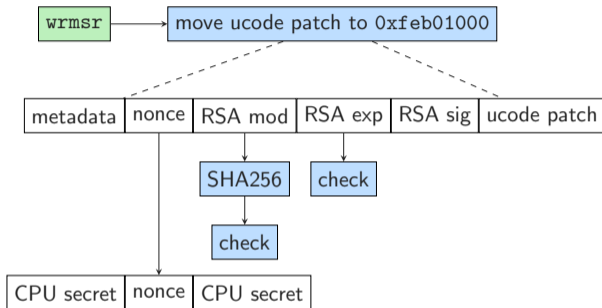 wrmsr move ucode patch to 0xfeb01000
metadata nonce RSA mod RSA exp RSA sig ucode patch
SHA256 check
check
CPU secret nonce CPU secret